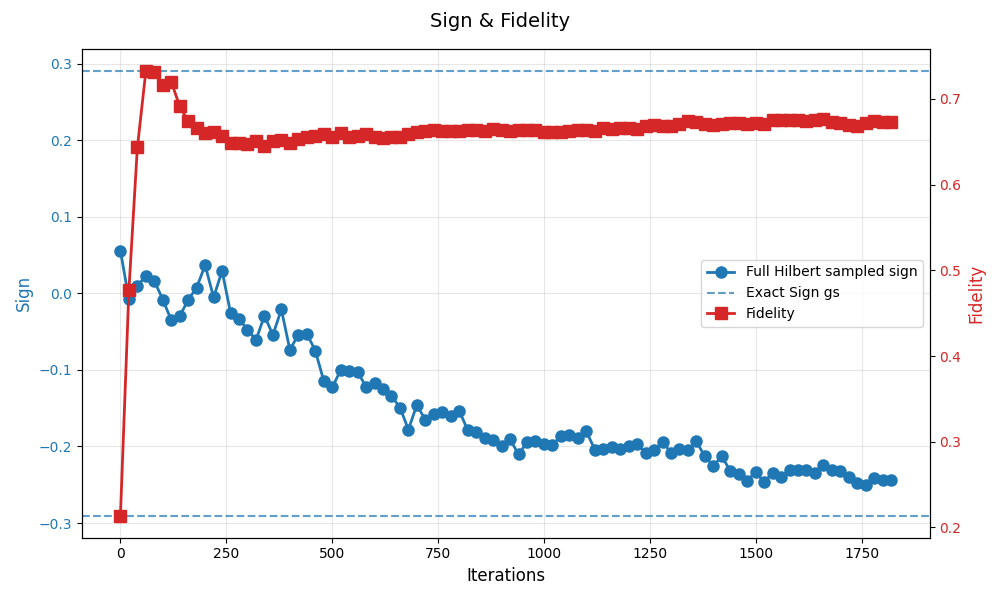 Sign & Fidelity
0.3
0.2
0.1
0.0
−0.1
−0.2
−0.3
Sign
0.7
0.6
0.5
0.4
0.3
0.2
Fidelity
Full Hilbert sampled sign
Exact Sign gs
Fidelity
0 250 500 750 1000 1250 1500 1750
Iterations